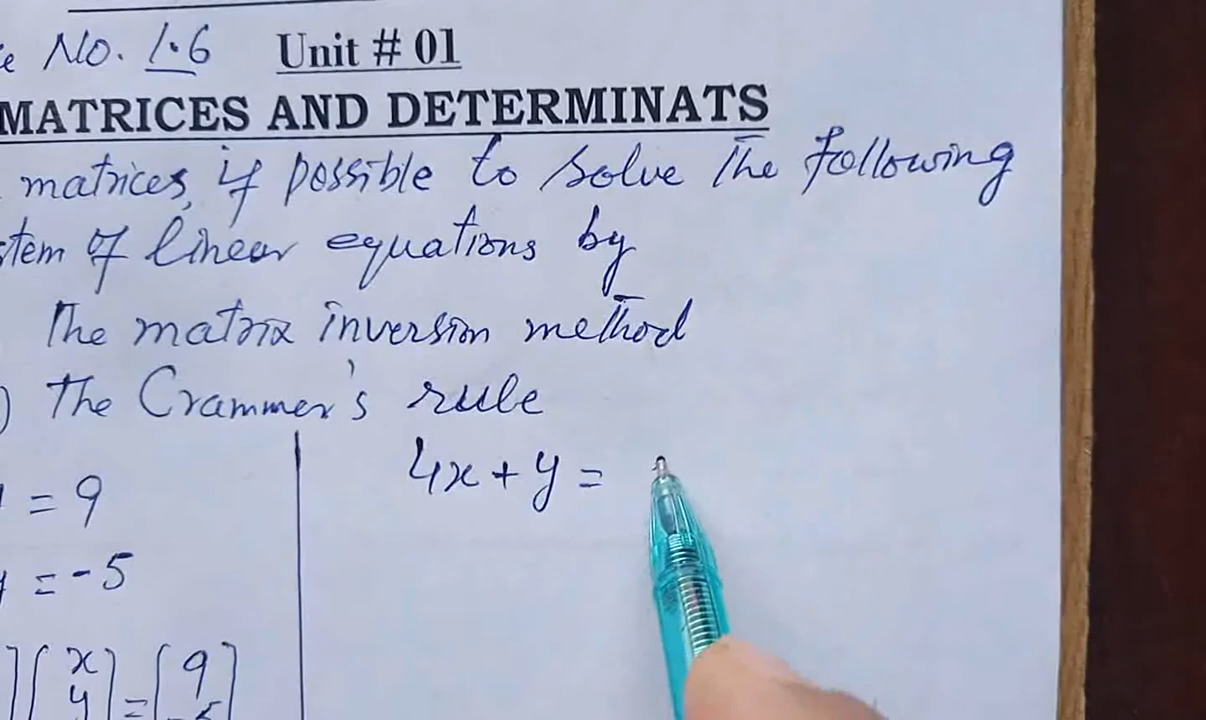 No. 1.6 Unit # 01
MATRICES AND DETERMINATS
matrices, if possible to solve the following
of linear equations by
The matrix inversion method
) The Crammer's rule
= 9
4x + y =
= -5
] [ x y ] = [ 9